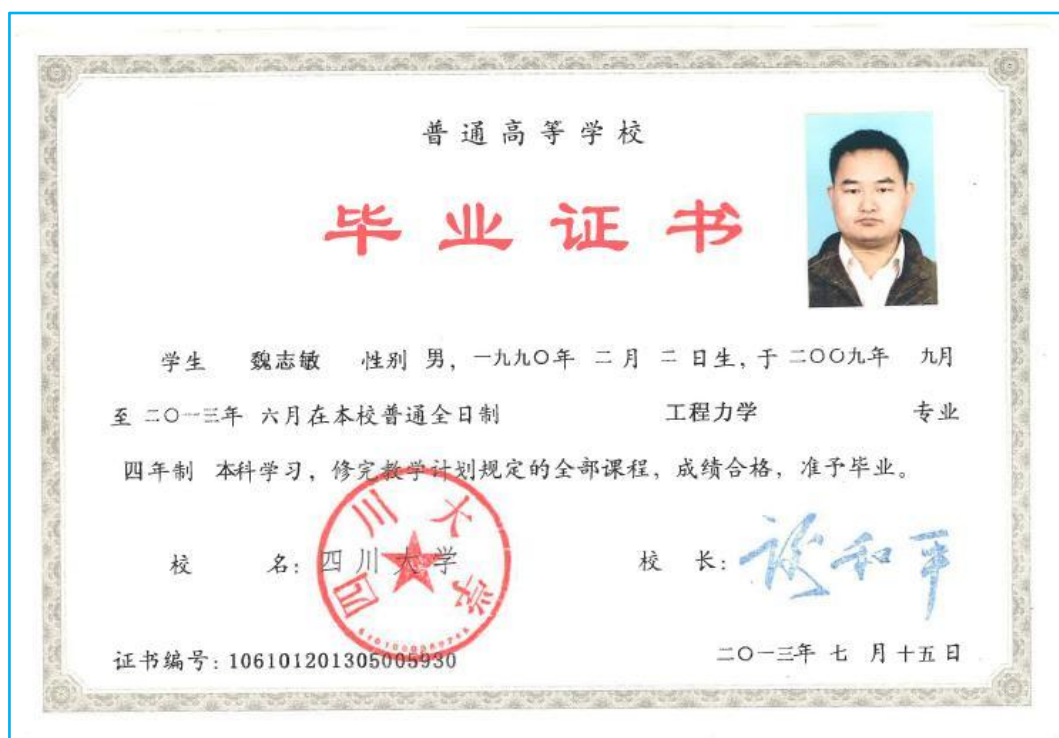 普通高等学校
毕业证书
学生 魏志敏 性别 男，一九九〇年 二月 二日生，于 二〇〇九年 九月
至 二〇一三年 六月在本校普通全日制 工程力学 专业
四年制 本科学习，修完教学计划规定的全部课程，成绩合格，准予毕业。
四川大学
校 名：四川大学 校 长：谢和平
证书编号：106101201305005930 二〇一三年 七 月 十五 日